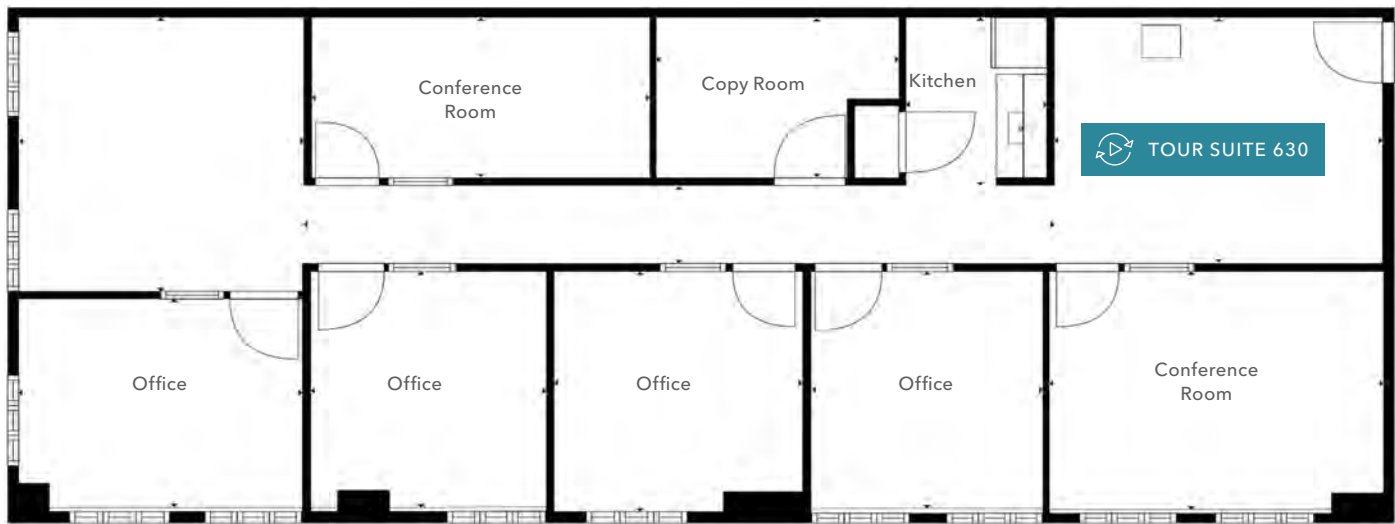 Conference
Room
Copy Room
Kitchen
TOUR SUITE 630
Office
Office
Office
Office
Conference
Room